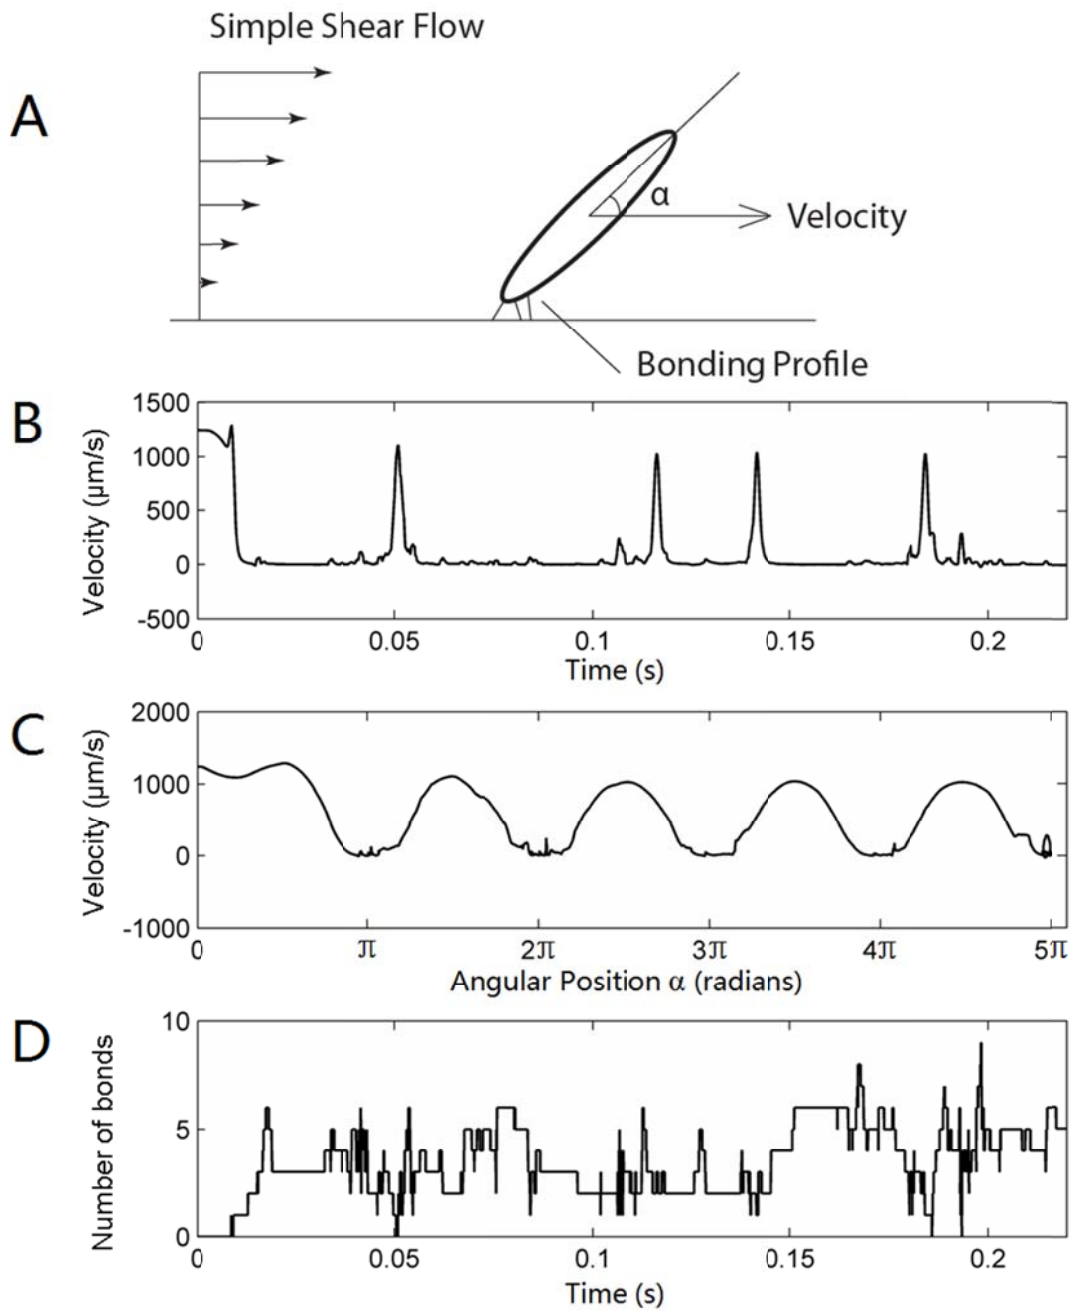 Simple Shear Flow
A
α
Velocity
Bonding Profile
B
Velocity (μm/s)
1500
1000
500
0
-500
0 0.05 0.1 0.15 0.2
Time (s)
C
Velocity (μm/s)
2000
1000
0
-1000
0 π 2π 3π 4π 5π
Angular Position α (radians)
D
Number of bonds
10
5
0
0 0.05 0.1 0.15 0.2
Time (s)